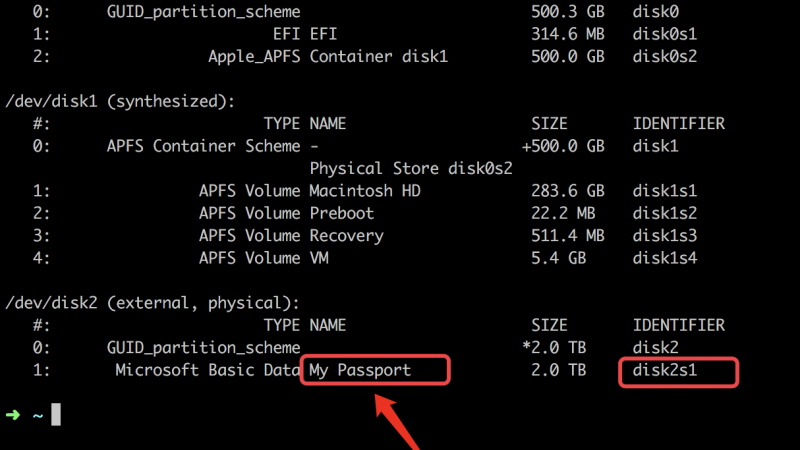 0: GUID_partition_scheme 500.3 GB disk0
1: EFI EFI 314.6 MB disk0s1
2: Apple_APFS Container disk1 500.0 GB disk0s2
/dev/disk1 (synthesized):
#: TYPE NAME SIZE IDENTIFIER
0: APFS Container Scheme - +500.0 GB disk1
Physical Store disk0s2
1: APFS Volume Macintosh HD 283.6 GB disk1s1
2: APFS Volume Preboot 22.2 MB disk1s2
3: APFS Volume Recovery 511.4 MB disk1s3
4: APFS Volume VM 5.4 GB disk1s4
/dev/disk2 (external, physical):
#: TYPE NAME SIZE IDENTIFIER
0: GUID_partition_scheme *2.0 TB disk2
1: Microsoft Basic Data My Passport 2.0 TB disk2s1
➜ ~